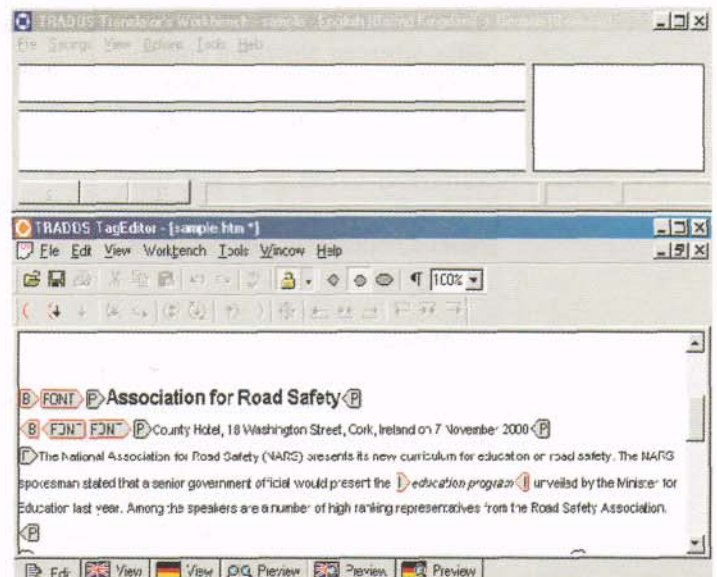 TRADOS Translator's Workbench - sample - English (United Kingdom)
File Settings View Options Tools Help
TRADOS TagEditor - [sample.htm *]
File Edit View Workbench Tools Window Help
100%
B FONT P Association for Road Safety P
B FONT FONT P County Hotel, 18 Washington Street, Cork, Ireland on 7 November 2000 P
The National Association for Road Safety (NARS) presents its new curriculum for education on road safety. The NARS
spokesman stated that a senior government official would present the I education program I unveiled by the Minister for
Education last year. Among the speakers are a number of high ranking representatives from the Road Safety Association.
P
Edit View View Preview Preview Preview